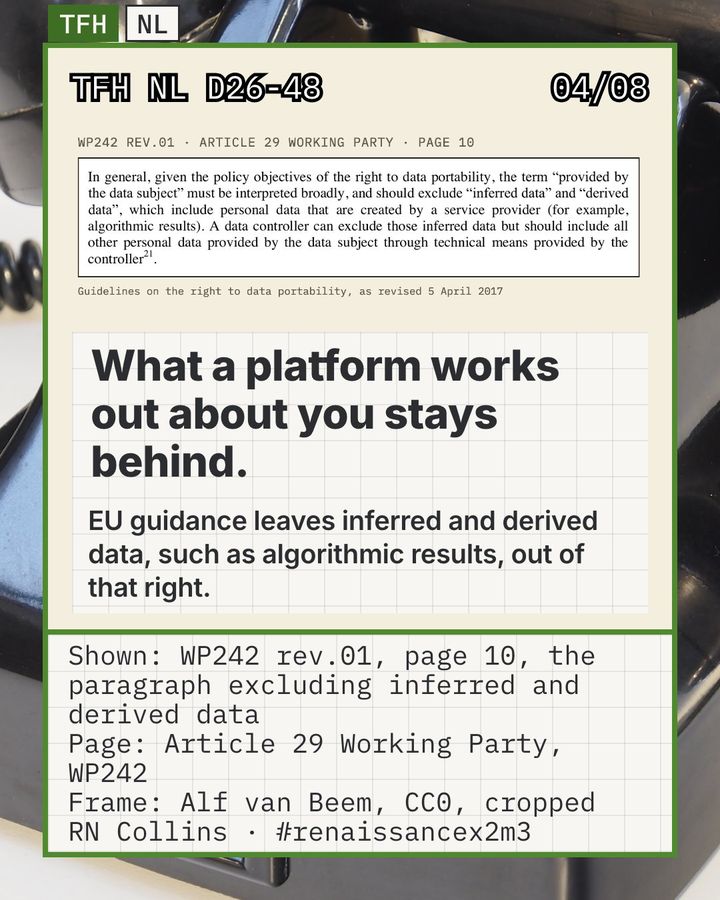 TFH NL
TFH NL D26-48 04/08
WP242 REV.01 · ARTICLE 29 WORKING PARTY · PAGE 10
In general, given the policy objectives of the right to data portability, the term “provided by
the data subject” must be interpreted broadly, and should exclude “inferred data” and “derived
data”, which include personal data that are created by a service provider (for example,
algorithmic results). A data controller can exclude those inferred data but should include all
other personal data provided by the data subject through technical means provided by the
controller21.
Guidelines on the right to data portability, as revised 5 April 2017
What a platform works
out about you stays
behind.
EU guidance leaves inferred and derived
data, such as algorithmic results, out of
that right.
Shown: WP242 rev.01, page 10, the
paragraph excluding inferred and
derived data
Page: Article 29 Working Party,
WP242
Frame: Alf van Beem, CC0, cropped
RN Collins · #renaissancex2m3